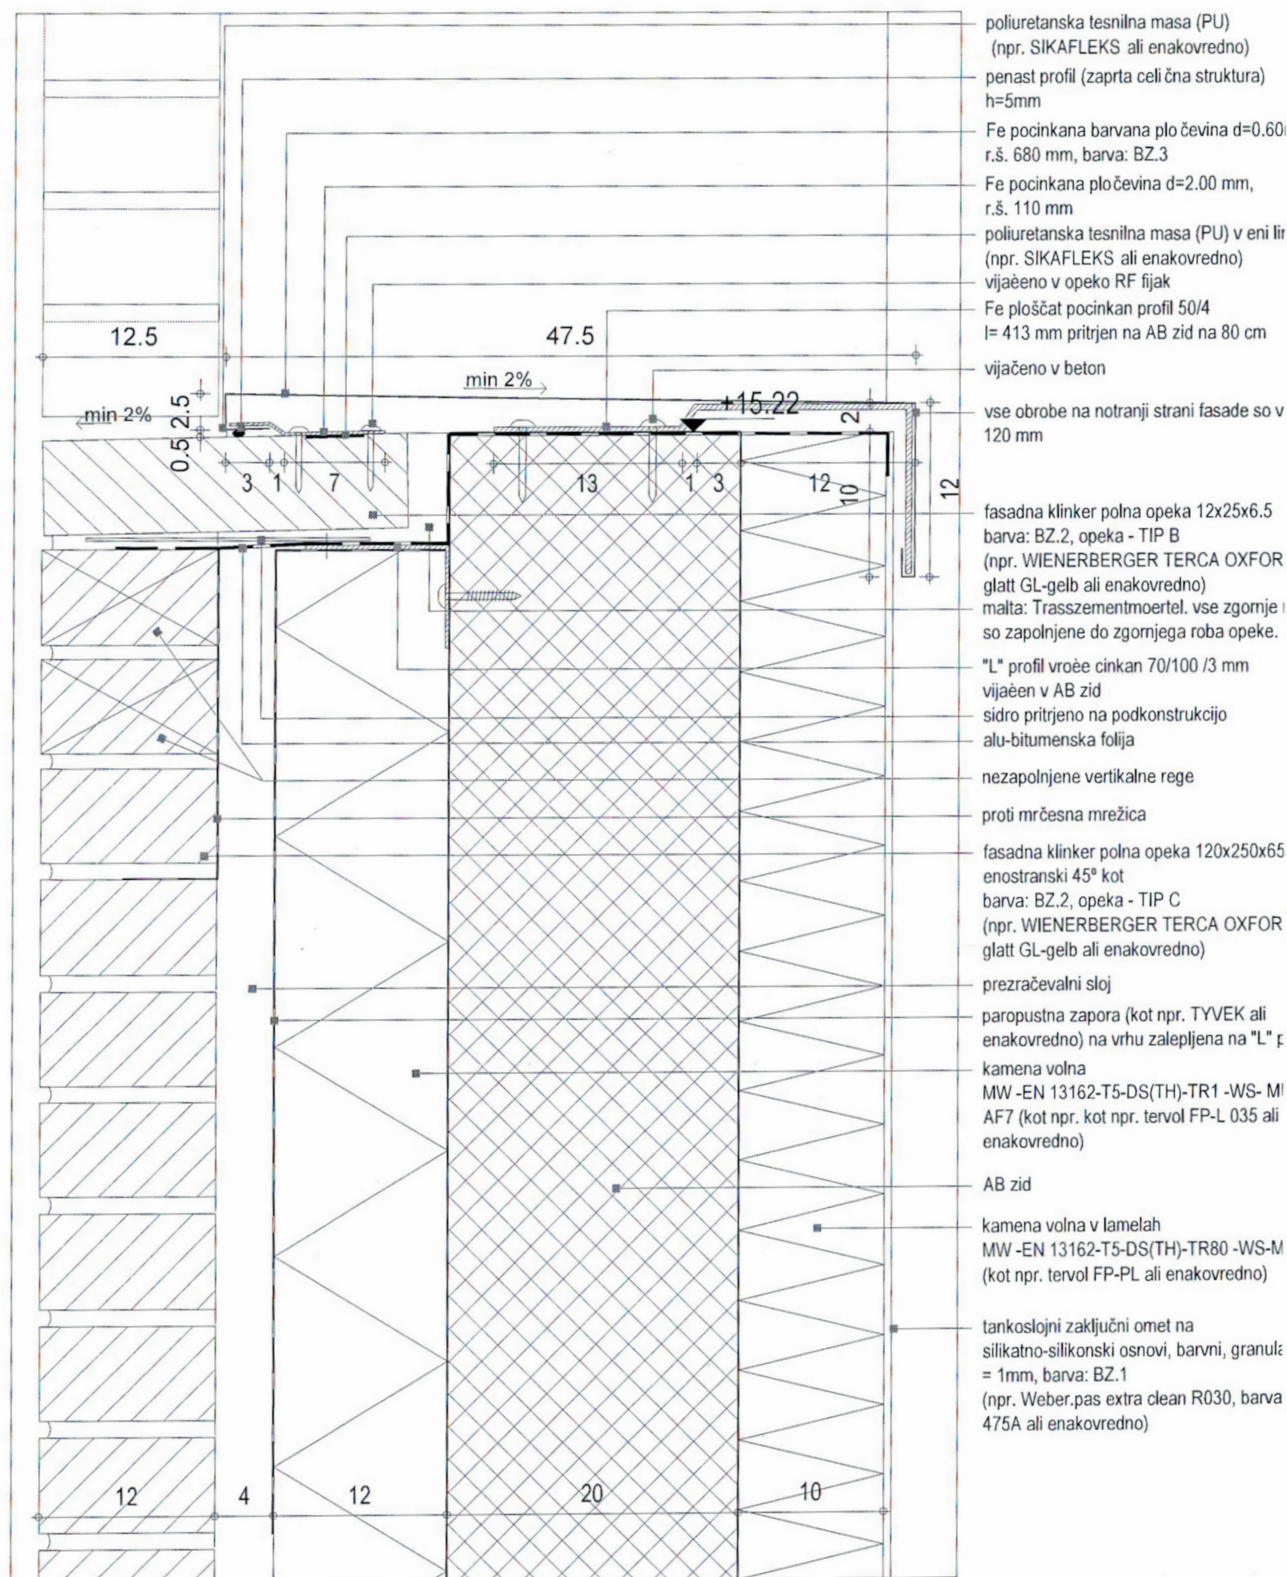 poliuretanska tesnilna masa (PU)
(npr. SIKAFLEKS ali enakovredno)
penast profil (zaprta celi čna struktura)
h=5mm
Fe pocinkana barvana plo čevina d=0.60
r.š. 680 mm, barva: BZ.3
Fe pocinkana pločevina d=2.00 mm,
r.š. 110 mm
poliuretanska tesnilna masa (PU) v eni
(npr. SIKAFLEKS ali enakovredno)
vijaèeno v opeko RF fijak
Fe ploščat pocinkan profil 50/4
l= 413 mm pritrjen na AB zid na 80 cm
vijačeno v beton
vse obrobe na notranji strani fasade so v
120 mm
12.5
47.5
min 2%
min 2%
+15.22
2.5
0.5
2
3
1
7
13
1
3
12
10
12
fasadna klinker polna opeka 12x25x6.5
barva: BZ.2, opeka - TIP B
(npr. WIENERBERGER TERCA OXFOR
glatt GL-gelb ali enakovredno)
malta: Trasszementmoertel. vse zgornje
so zapolnjene do zgornjega roba opeke.
"L" profil vroèe cinkan 70/100 /3 mm
vijaèen v AB zid
sidro pritrjeno na podkonstrukcijo
alu-bitumenska folija
nezapolnjene vertikalne rege
proti mrčesna mrežica
fasadna klinker polna opeka 120x250x65
enostranski 45º kot
barva: BZ.2, opeka - TIP C
(npr. WIENERBERGER TERCA OXFOR
glatt GL-gelb ali enakovredno)
prezračevalni sloj
paropustna zapora (kot npr. TYVEK ali
enakovredno) na vrhu zalepljena na "L"
kamena volna
MW -EN 13162-T5-DS(TH)-TR1 -WS-
AF7 (kot npr. kot npr. tervol FP-L 035 ali
enakovredno)
AB zid
kamena volna v lamelah
MW -EN 13162-T5-DS(TH)-TR80 -WS-M
(kot npr. tervol FP-PL ali enakovredno)
tankoslojni zaključni omet na
silikatno-silikonski osnovi, barvni,
= 1mm, barva: BZ.1
(npr. Weber.pas extra clean R030, barva
475A ali enakovredno)
12
4
12
20
10